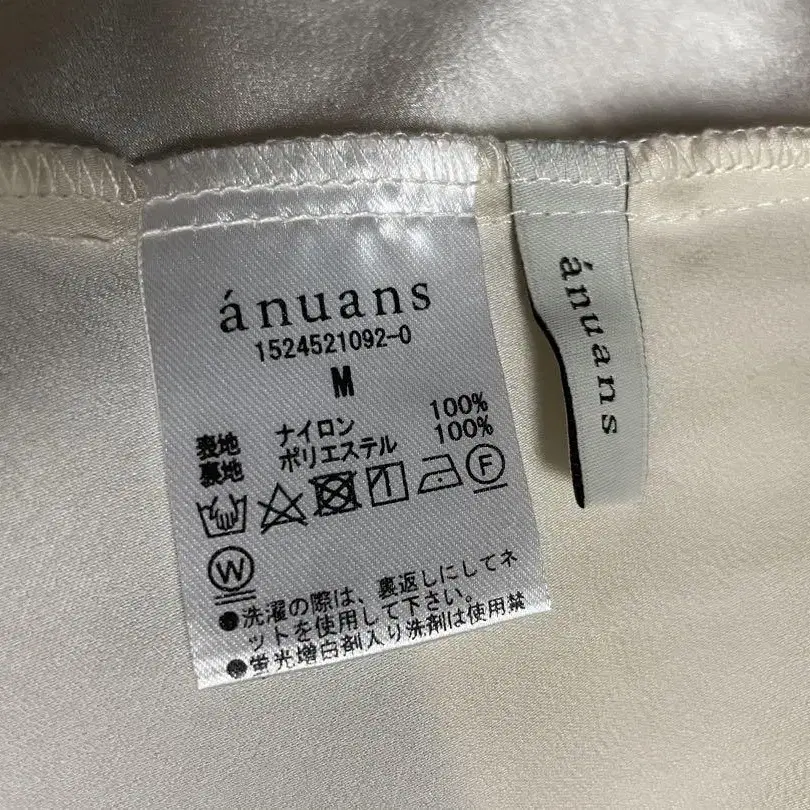 ánuans
1524521092-0
M
表地 ナイロン 100%
裏地 ポリエステル 100%
F
W
●洗濯の際は、裏返しにしてネ
ットを使用して下さい。
●蛍光増白剤入り洗剤は使用禁
ánuans